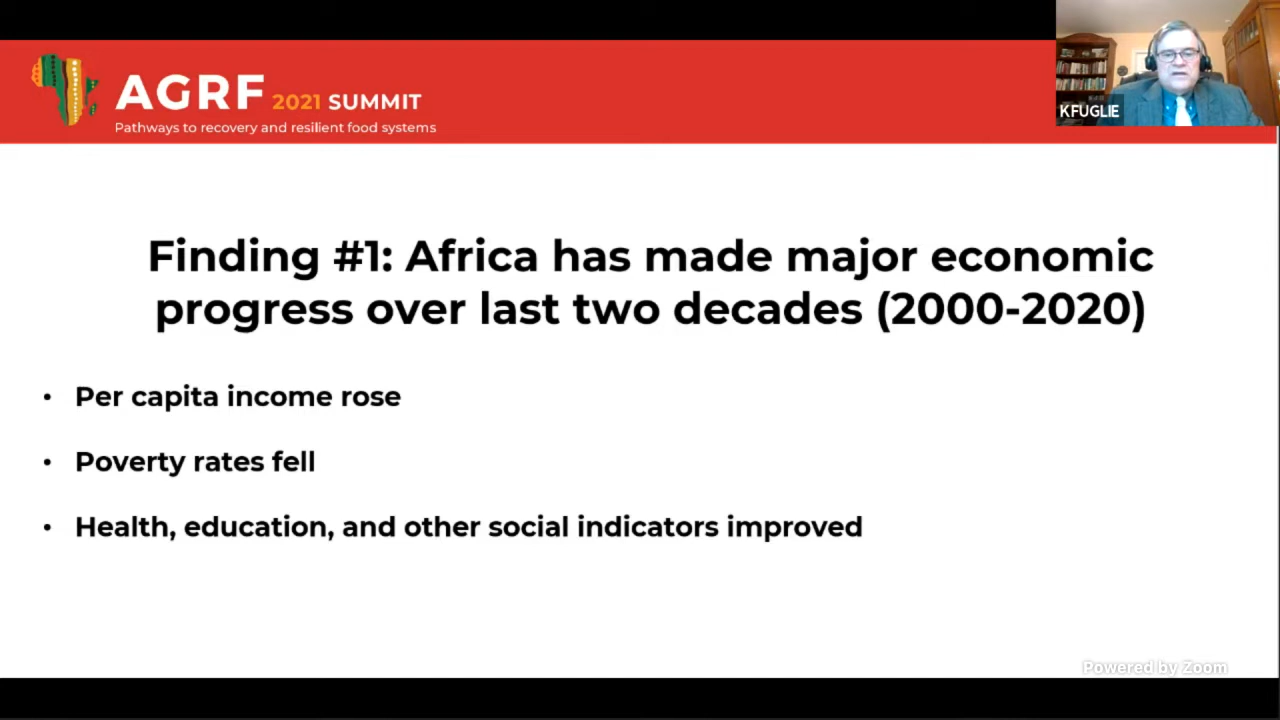 AGRF 2021 SUMMIT
Pathways to recovery and resilient food systems
KFUGLIE
Finding #1: Africa has made major economic
progress over last two decades (2000-2020)
• Per capita income rose
• Poverty rates fell
• Health, education, and other social indicators improved
Powered by Zoom